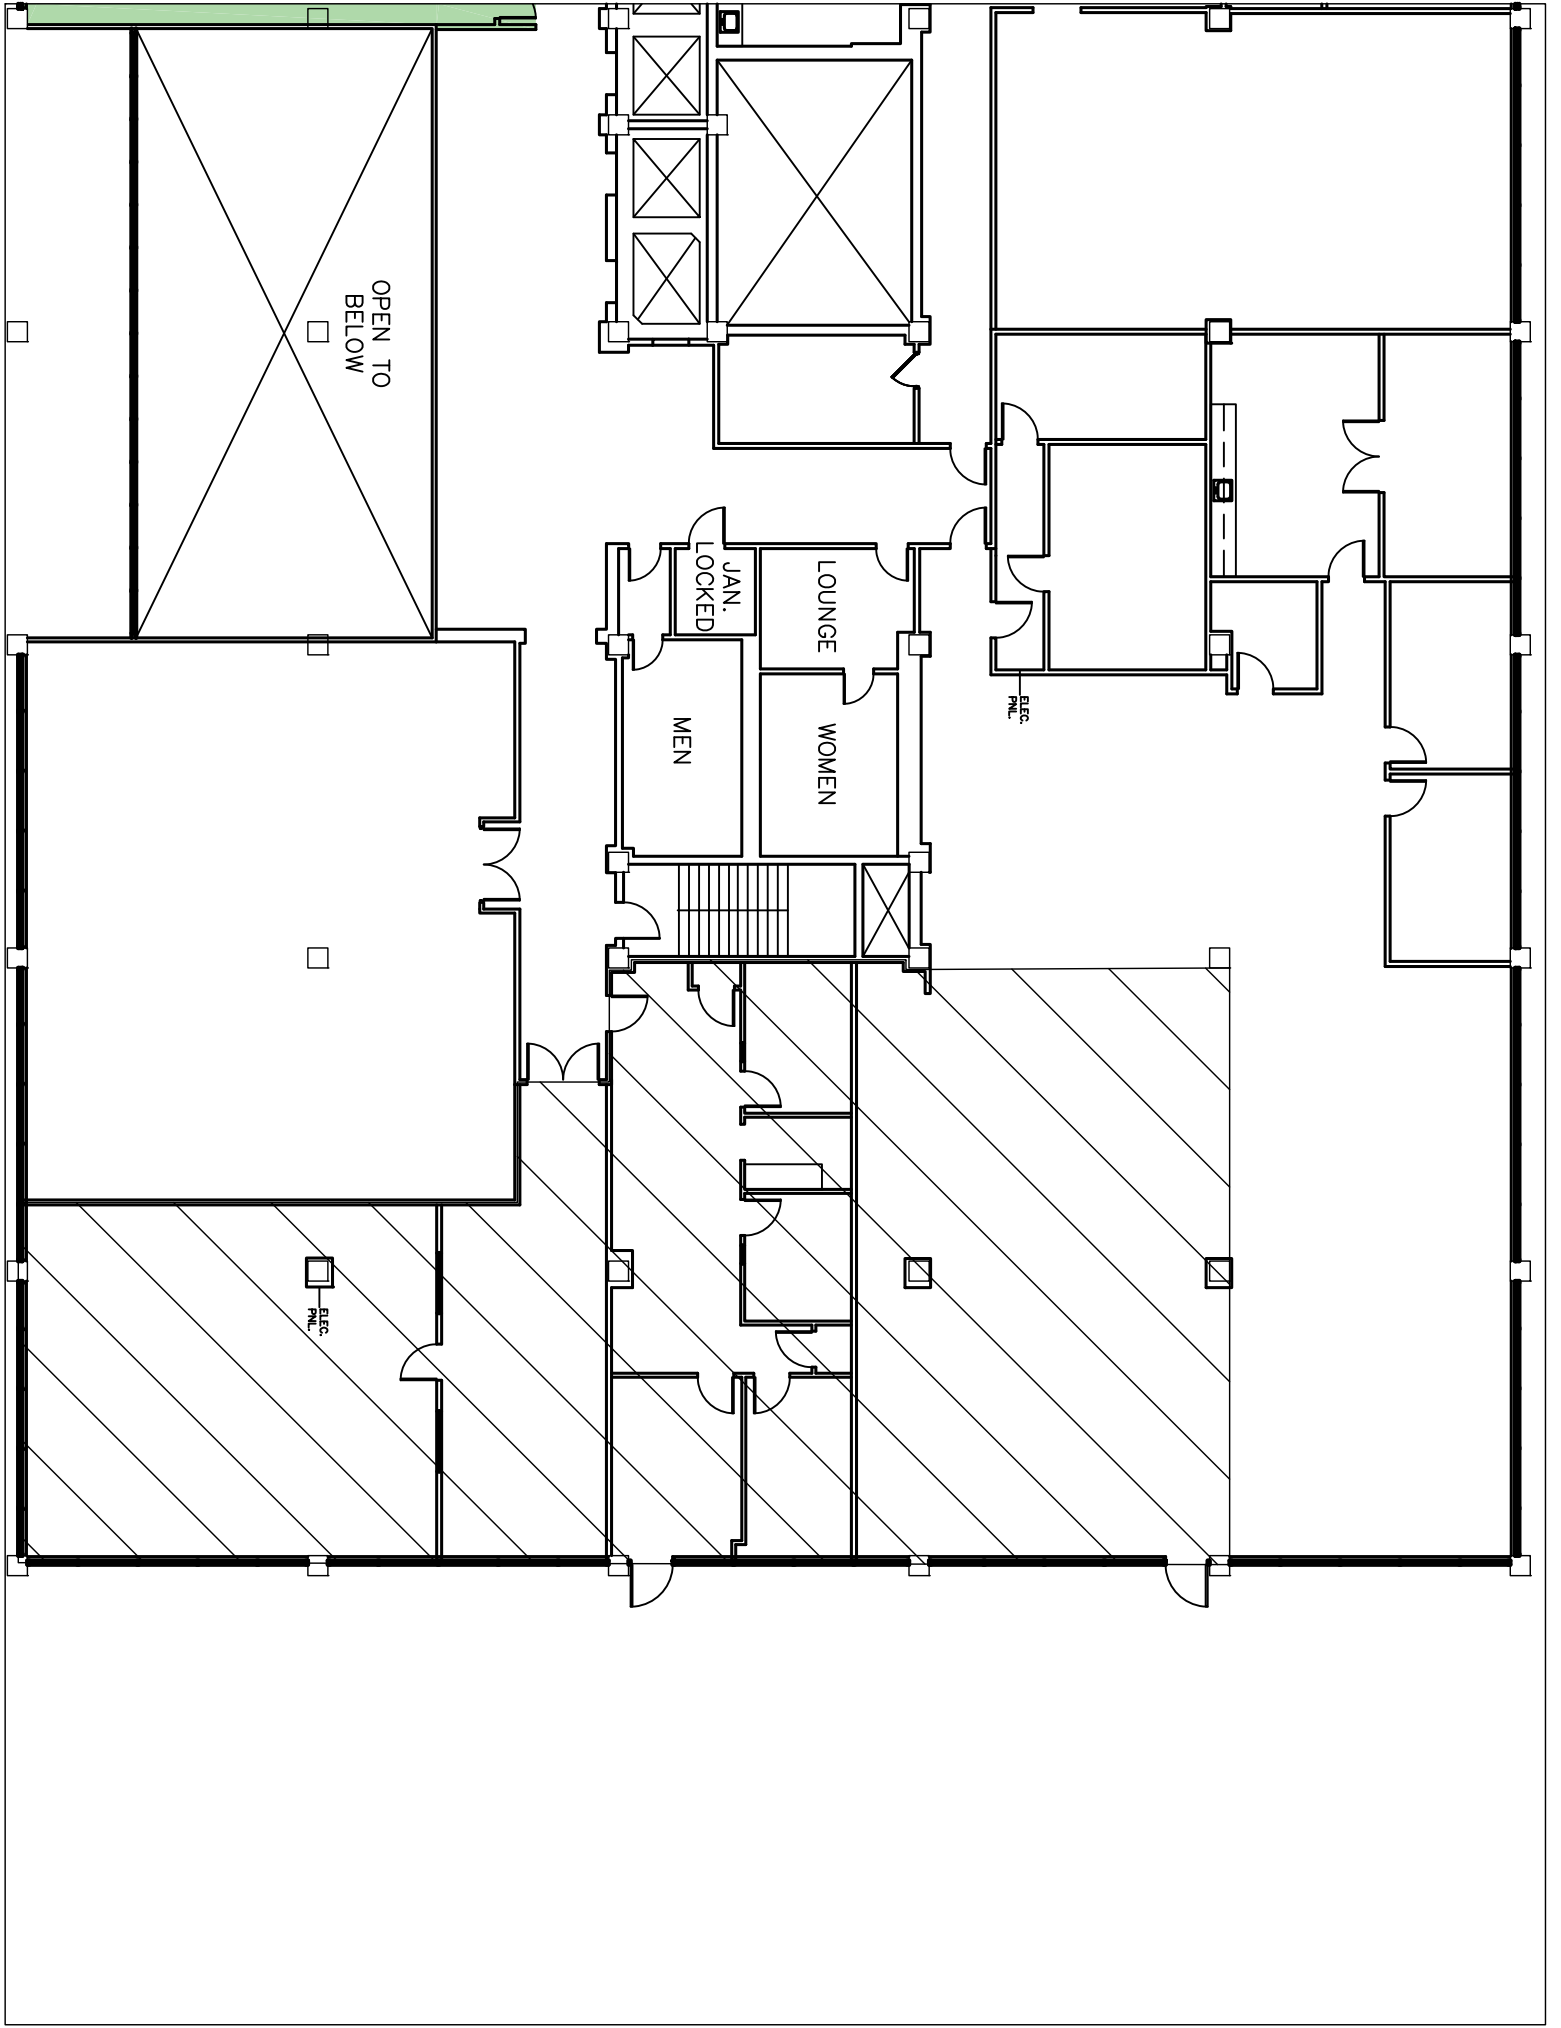 OPEN TO
BELOW
JAN.
LOCKED
LOUNGE
MEN
WOMEN
ELEC.
PNL.
ELEC.
PNL.